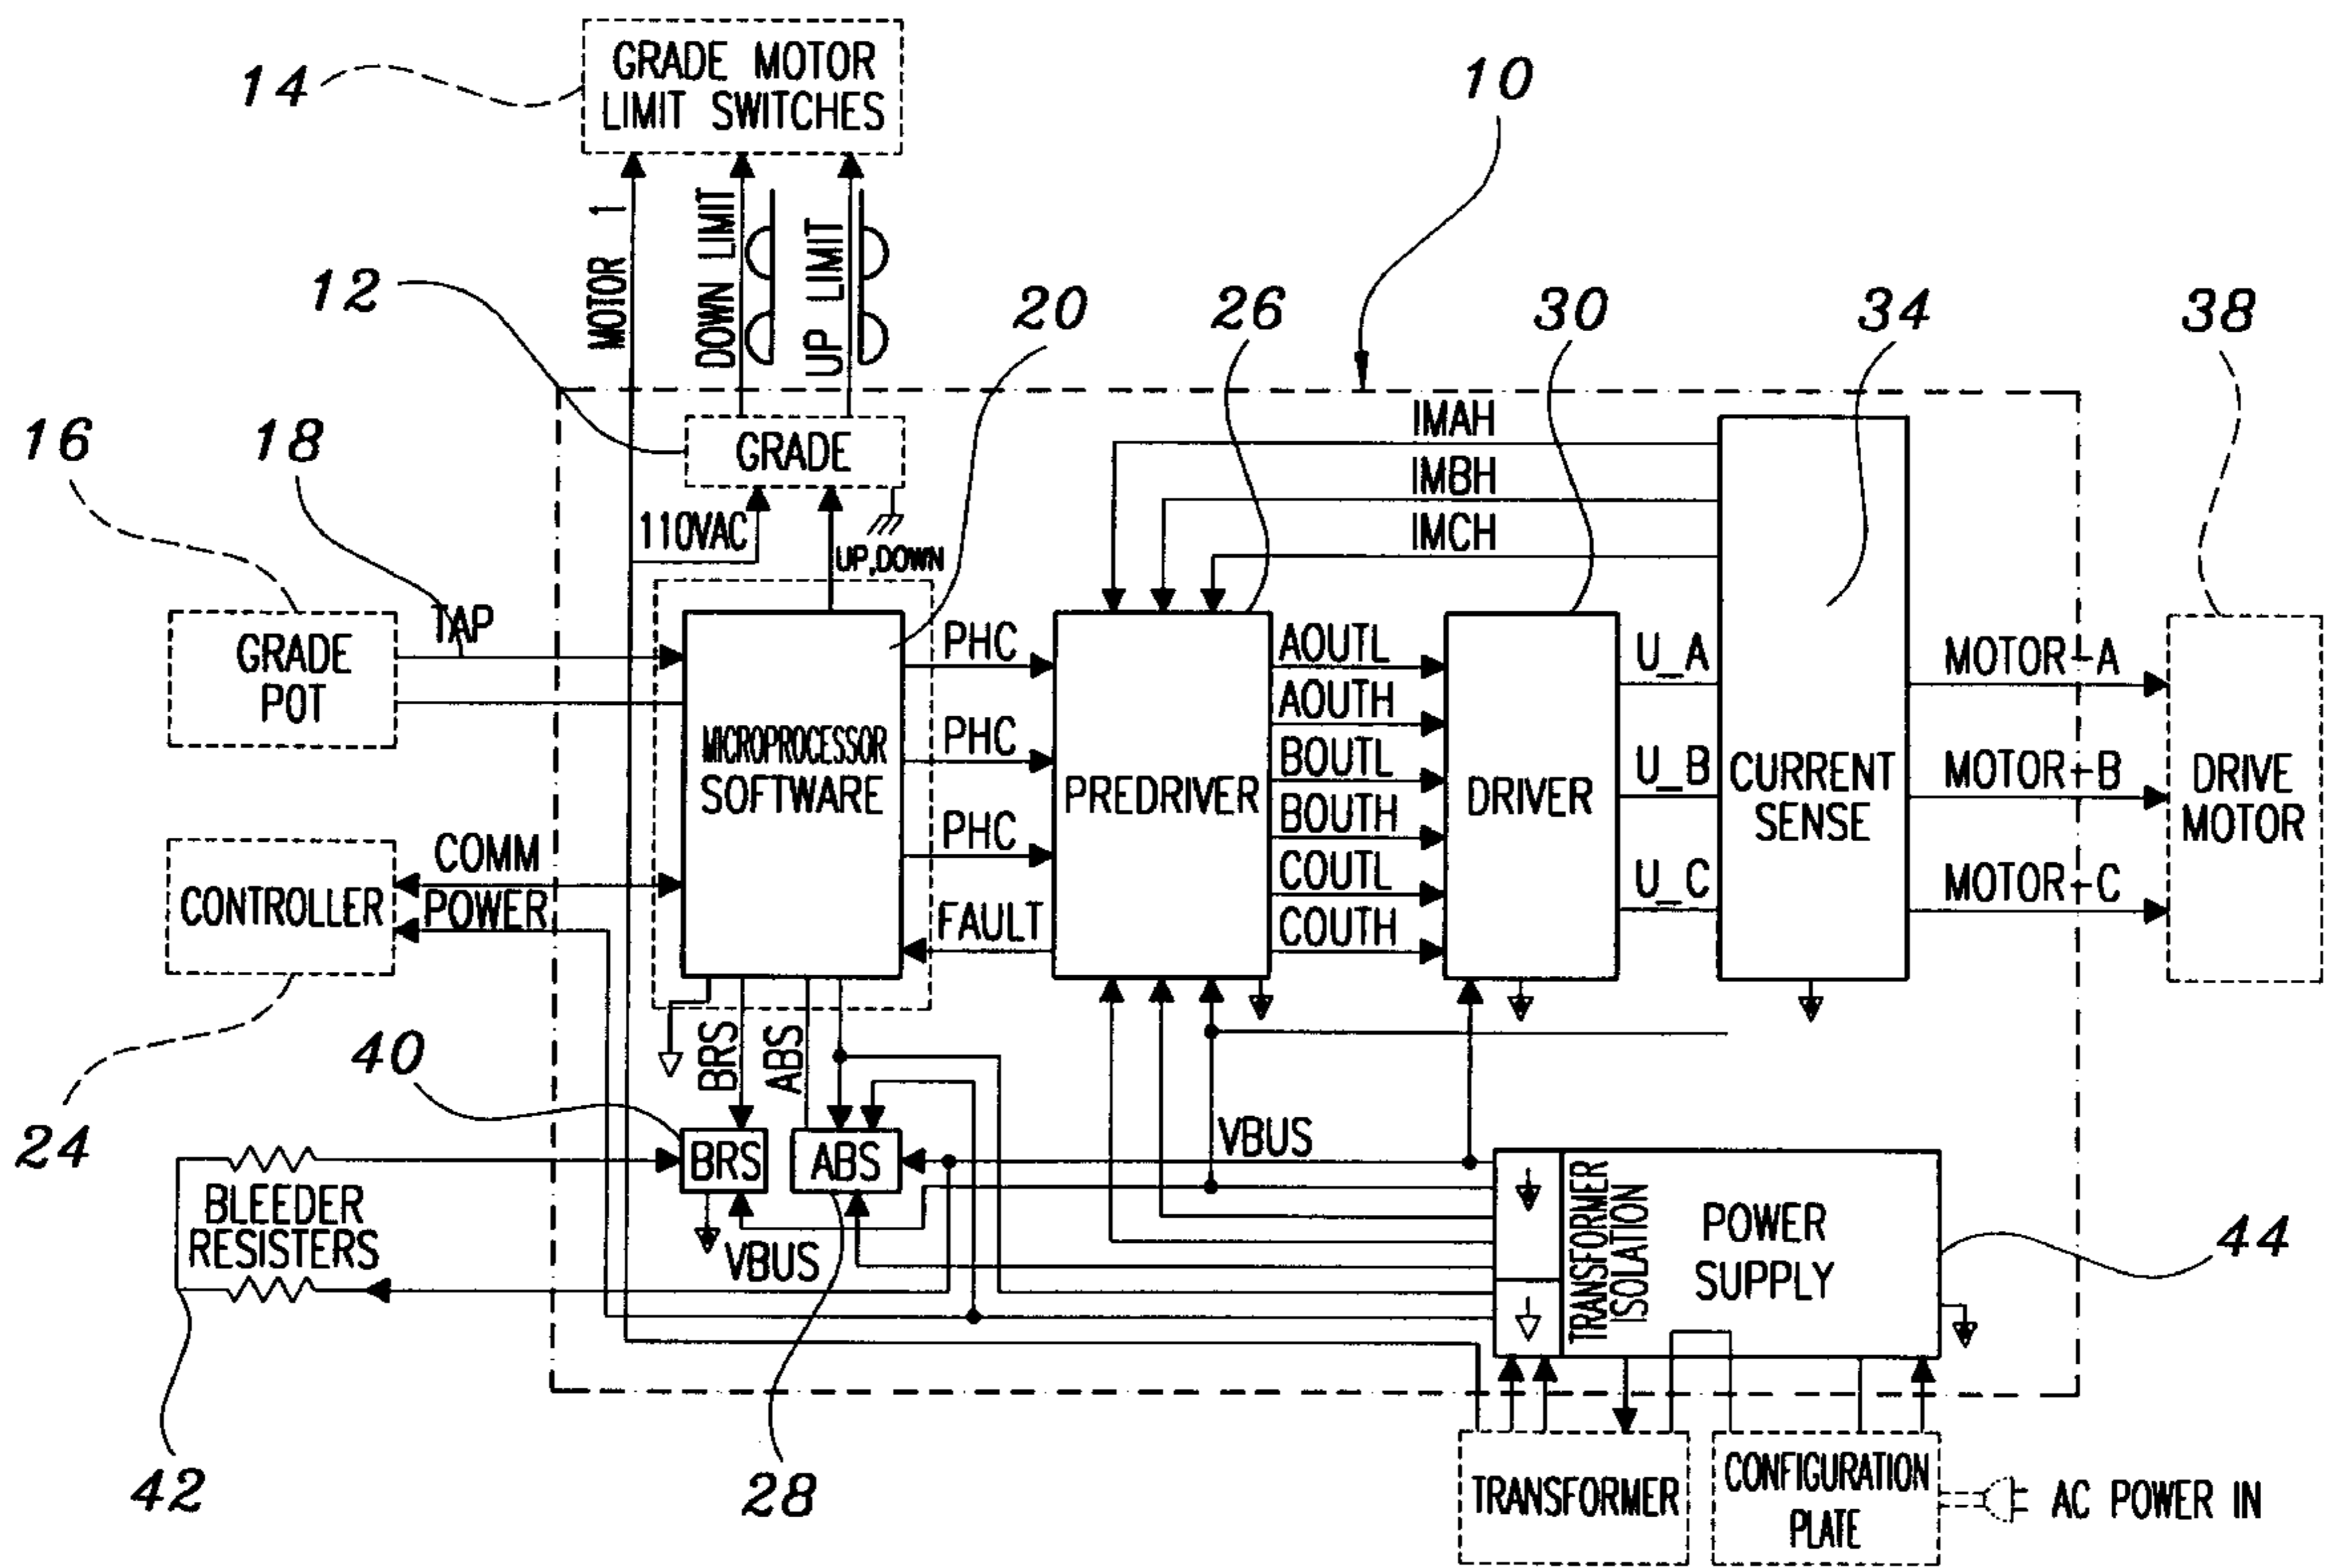 14
GRADE MOTOR
LIMIT SWITCHES
10
MOTOR 1
DOWN LIMIT
UP LIMIT
12
20
26
30
34
38
16
18
GRADE
IMAH
IMBH
IMCH
110VAC
UP,DOWN
TAP
GRADE
POT
MICROPROCESSOR
SOFTWARE
PHC
PHC
PHC
FAULT
PREDRIVER
AOUTL
AOUTH
BOUTL
BOUTH
COUTL
COUTH
DRIVER
U_A
U_B
U_C
CURRENT
SENSE
MOTOR-A
MOTOR-B
MOTOR-C
DRIVE
MOTOR
COMM
POWER
CONTROLLER
24
40
BRS
ABS
BRS
ABS
VBUS
VBUS
BLEEDER
RESISTERS
42
28
TRANSFORMER
ISOLATION
POWER
SUPPLY
44
TRANSFORMER
CONFIGURATION
PLATE
AC POWER IN